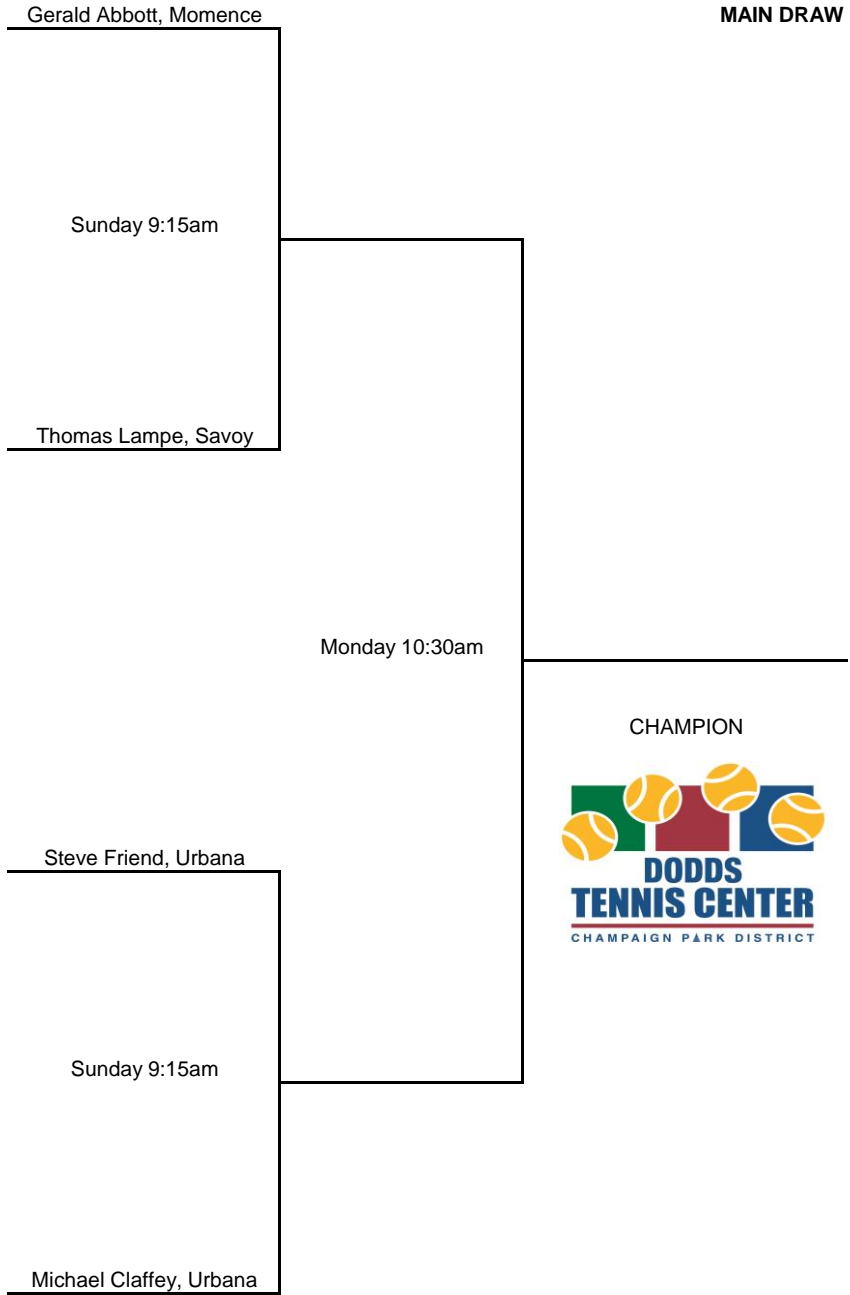 Gerald Abbott, Momence
MAIN DRAW
Sunday 9:15am
Thomas Lampe, Savoy
Monday 10:30am
CHAMPION
DODDS
TENNIS CENTER
CHAMPAIGN PARK DISTRICT
Steve Friend, Urbana
Sunday 9:15am
Michael Claffey, Urbana